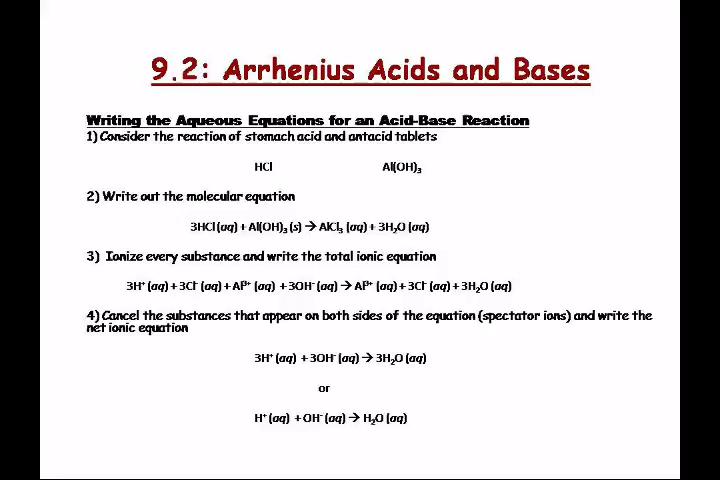 9.2: Arrhenius Acids and Bases
Writing the Aqueous Equations for an Acid-Base Reaction
1) Consider the reaction of stomach acid and antacid tablets
HCl Al(OH)₃
2) Write out the molecular equation
3HCl (aq) + Al(OH)₃ (s) → AlCl₃ (aq) + 3H₂O (aq)
3) Ionize every substance and write the total ionic equation
3H⁺ (aq) + 3Cl⁻ (aq) + Al³⁺ (aq) + 3OH⁻ (aq) → Al³⁺ (aq) + 3Cl⁻ (aq) + 3H₂O (aq)
4) Cancel the substances that appear on both sides of the equation (spectator ions) and write the
net ionic equation
3H⁺ (aq) + 3OH⁻ (aq) → 3H₂O (aq)
or
H⁺ (aq) + OH⁻ (aq) → H₂O (aq)